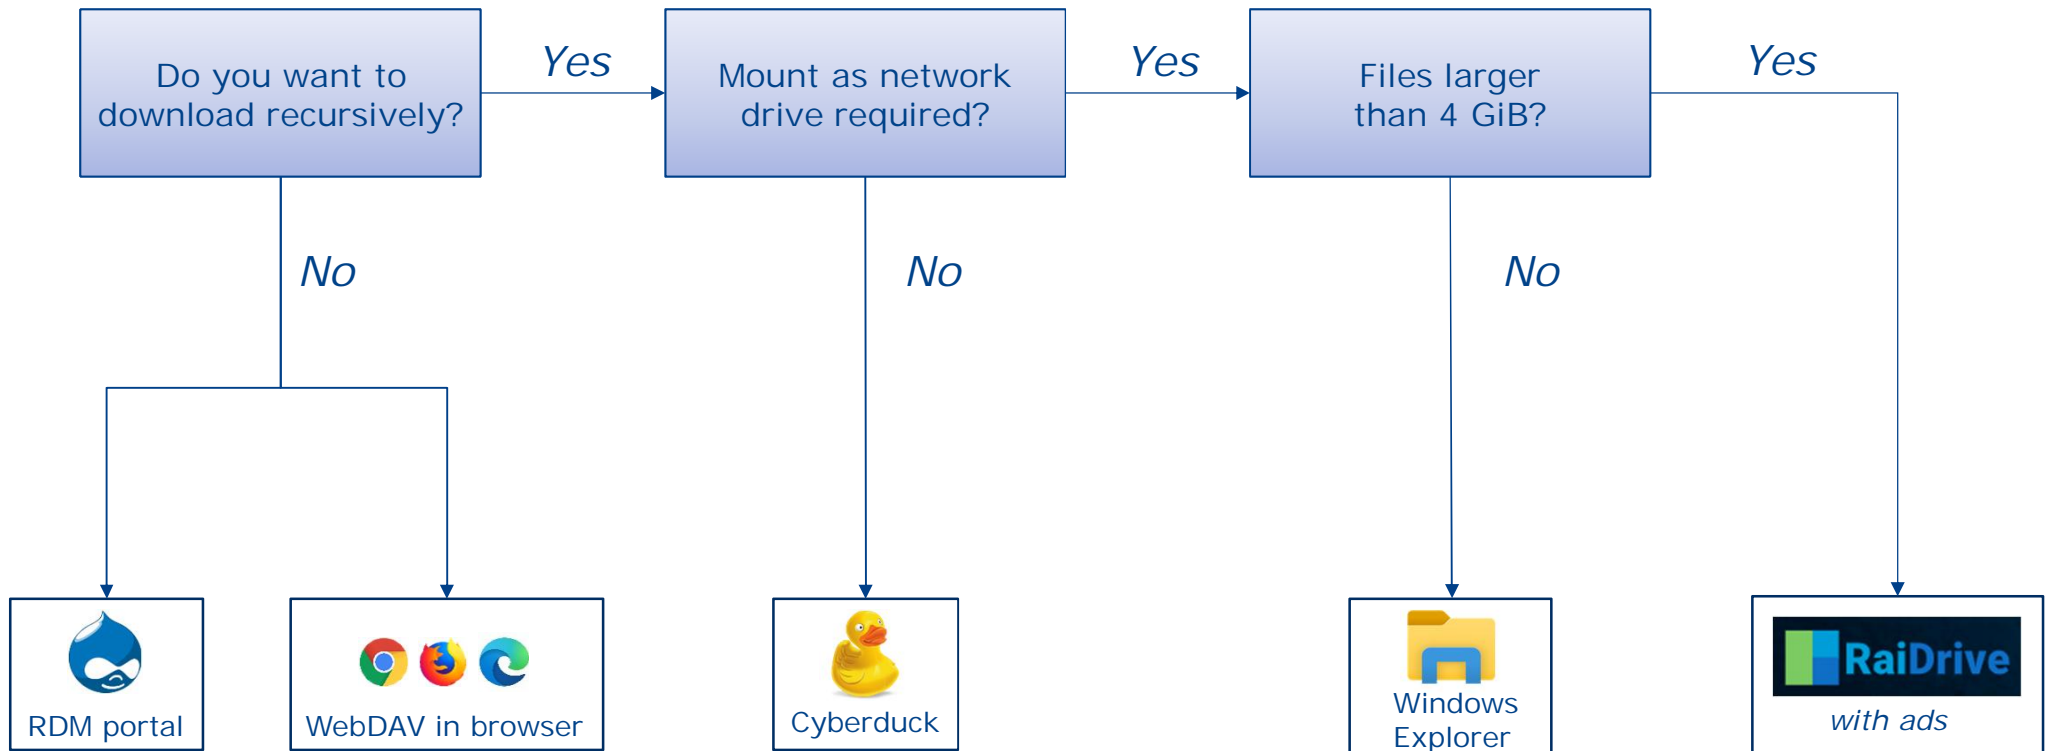 Do you want to
download recursively?
Yes
Mount as network
drive required?
Yes
Files larger
than 4 GiB?
Yes
No
No
No
RDM portal
WebDAV in browser
Cyberduck
Windows
Explorer
RaiDrive
with ads